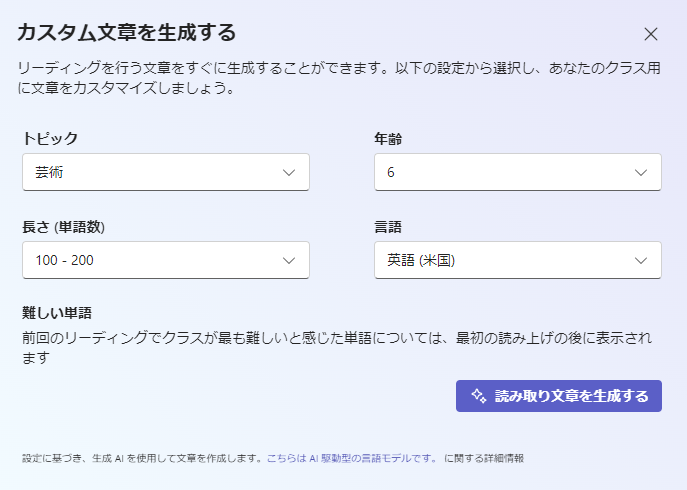 カスタム文章を生成する
リーディングを行う文章をすぐに生成することができます。以下の設定から選択し、あなたのクラス用
に文章をカスタマイズしましょう。
トピック
年齢
芸術
6
長さ (単語数)
言語
100 - 200
英語 (米国)
難しい単語
前回のリーディングでクラスが最も難しいと感じた単語については、最初の読み上げの後に表示され
ます
読み取り文章を生成する
設定に基づき、生成 AI を使用して文章を作成します。こちらは AI 駆動型の言語モデルです。 に関する詳細情報